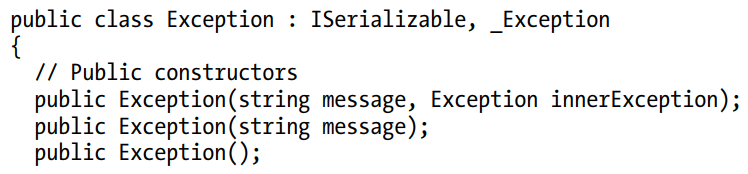 public class Exception : ISerializable, _Exception
{
  // Public constructors
  public Exception(string message, Exception innerException);
  public Exception(string message);
  public Exception();